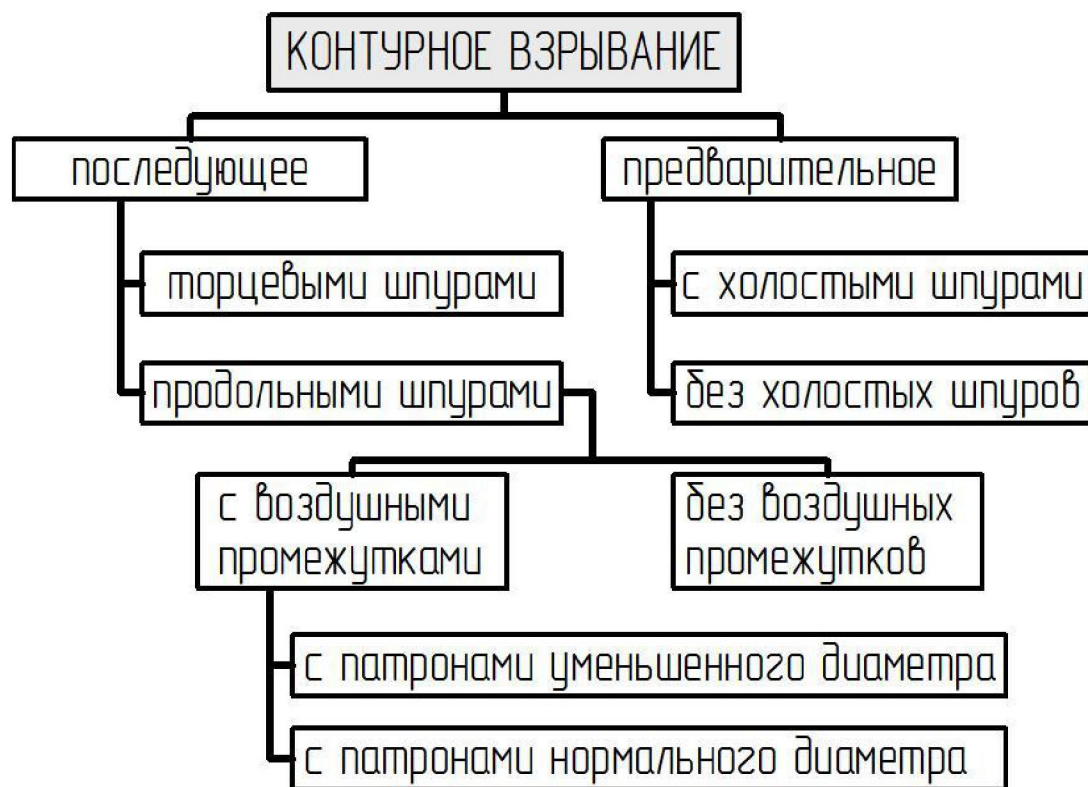 КОНТУРНОЕ ВЗРЫВАНИЕ
последующее
предварительное
торцевыми шпурами
с холостыми шпурами
продольными шпурами
без холостых шпуров
с воздушными
промежутками
без воздушных
промежутков
с патронами уменьшенного диаметра
с патронами нормального диаметра